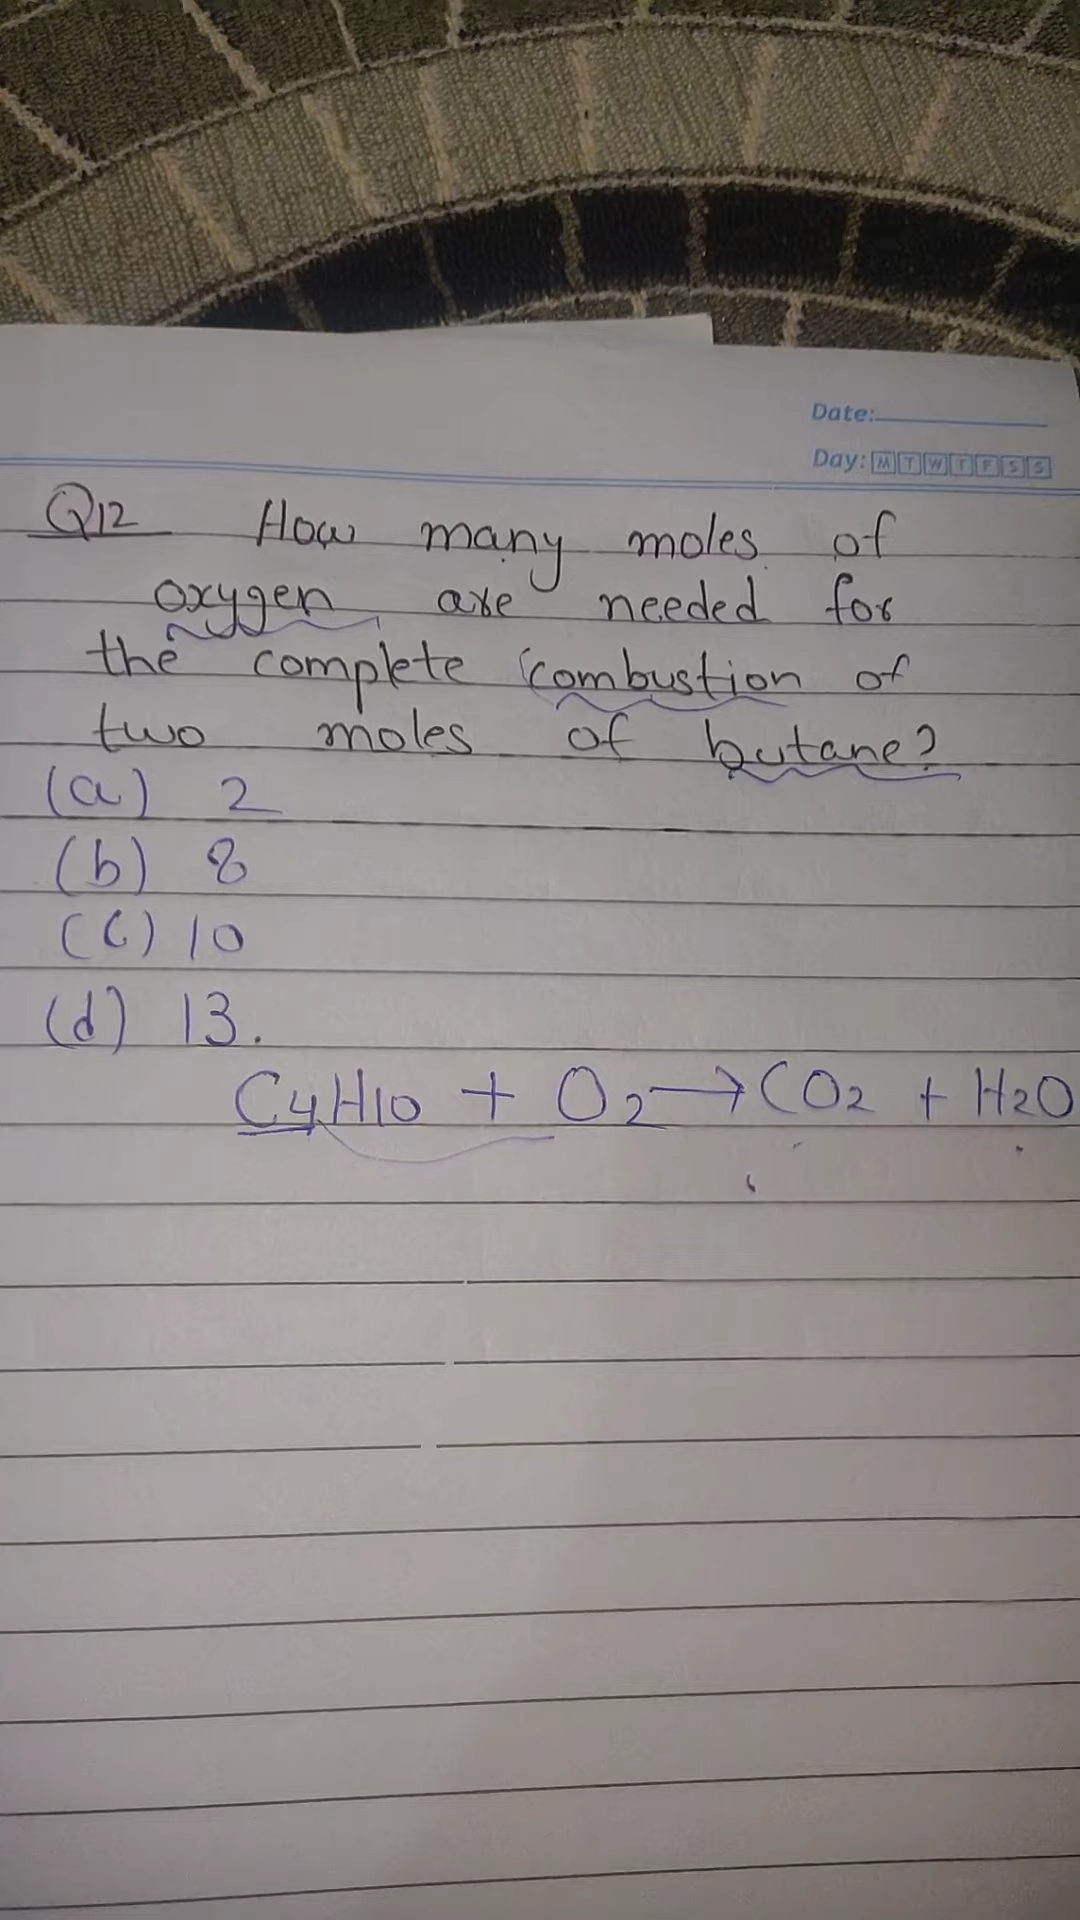 Date:
Day: M T W T F S S
Q12 How many moles of
oxygen are needed for
the complete combustion of
two moles of butane?
(a) 2
(b) 8
(c) 10
(d) 13.
C4H10 + O2 → CO2 + H2O